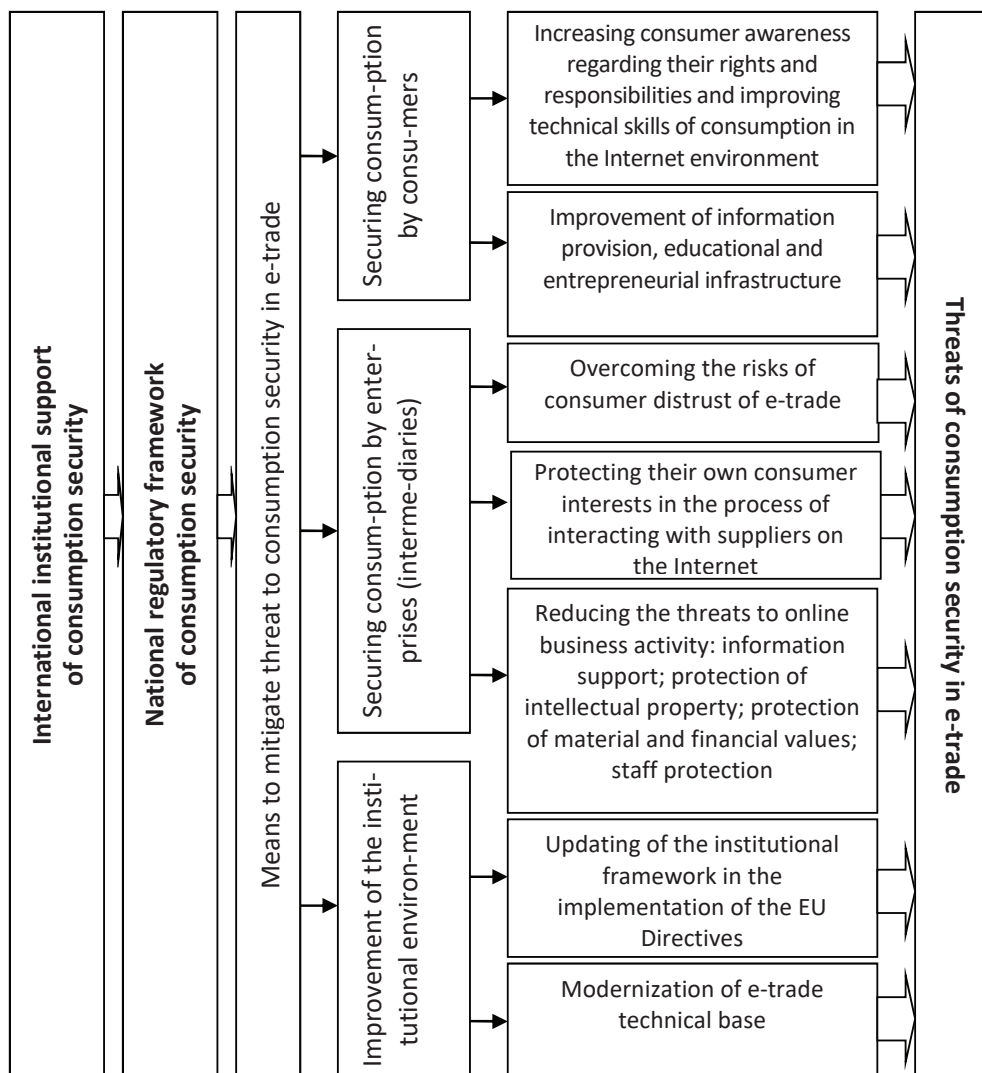 International institutional support
of consumption security
National regulatory framework
of consumption security
Means to mitigate threat to consumption security in e-trade
Securing consum-ption
by consu-mers
Increasing consumer awareness
regarding their rights and
responsibilities and improving
technical skills of consumption in
the Internet environment
Improvement of information
provision, educational and
entrepreneurial infrastructure
Securing consum-ption by enter-
prises (interme-diaries)
Overcoming the risks of
consumer distrust of e-trade
Protecting their own consumer
interests in the process of
interacting with suppliers on
the Internet
Reducing the threats to online
business activity: information
support; protection of
intellectual property; protection
of material and financial values;
staff protection
Improvement of the insti-
tutional environ-ment
Updating of the institutional
framework in the
implementation of the EU
Directives
Modernization of e-trade
technical base
Threats of consumption security in e-trade